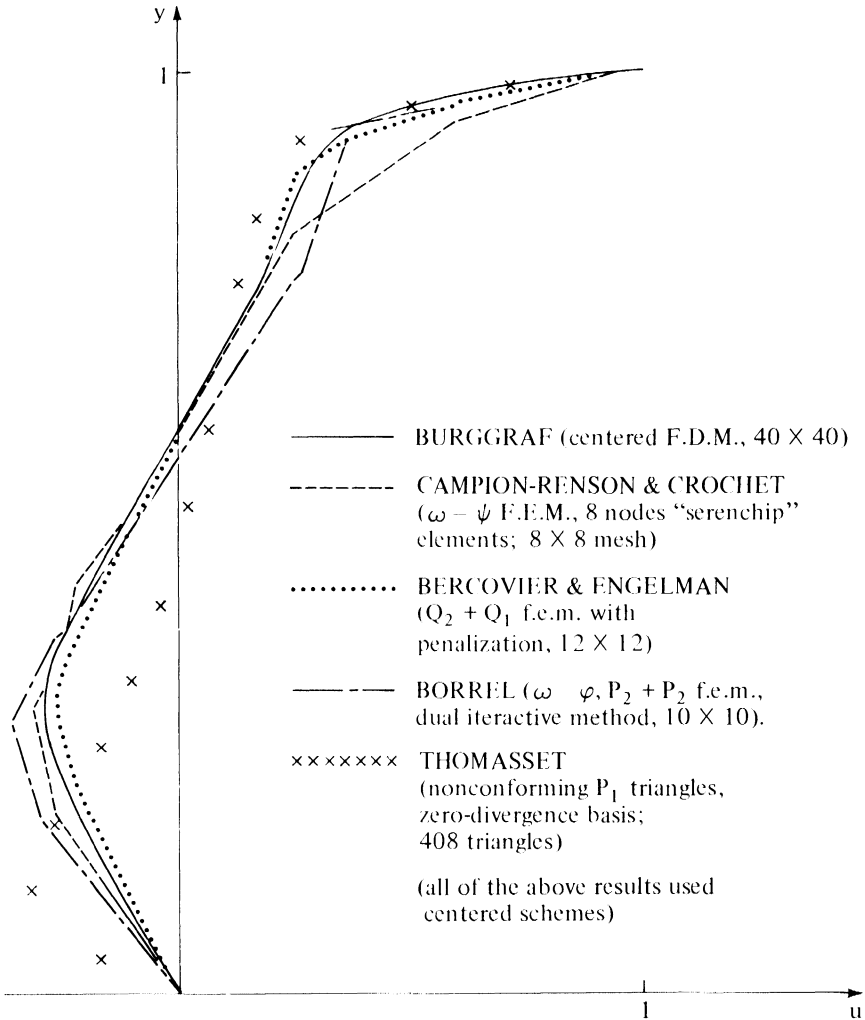 y
1
BURGGRAF (centered F.D.M., 40 X 40)
CAMPION-RENSON & CROCHET
(ω – ψ F.E.M., 8 nodes “serenchip”
elements; 8 X 8 mesh)
BERCOVIER & ENGELMAN
(Q₂ + Q₁ f.e.m. with
penalization, 12 X 12)
BORREL (ω φ, P₂ + P₂ f.e.m.,
dual iteractive method, 10 X 10).
THOMASSET
(nonconforming P₁ triangles,
zero-divergence basis;
408 triangles)
(all of the above results used
centered schemes)
1
u